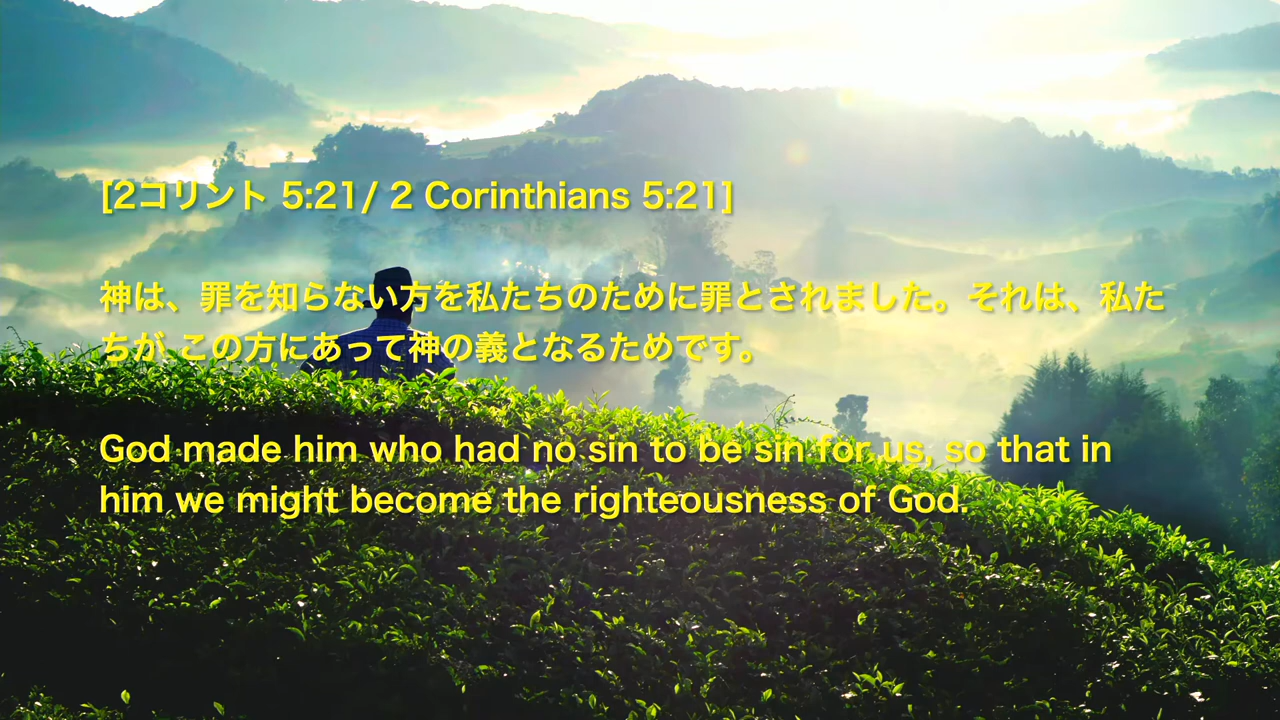 [2コリント 5:21/ 2 Corinthians 5:21]
神は、罪を知らない方を私たちのために罪とされました。それは、私た
ちが この方にあって神の義となるためです。
God made him who had no sin to be sin for us, so that in
him we might become the righteousness of God.